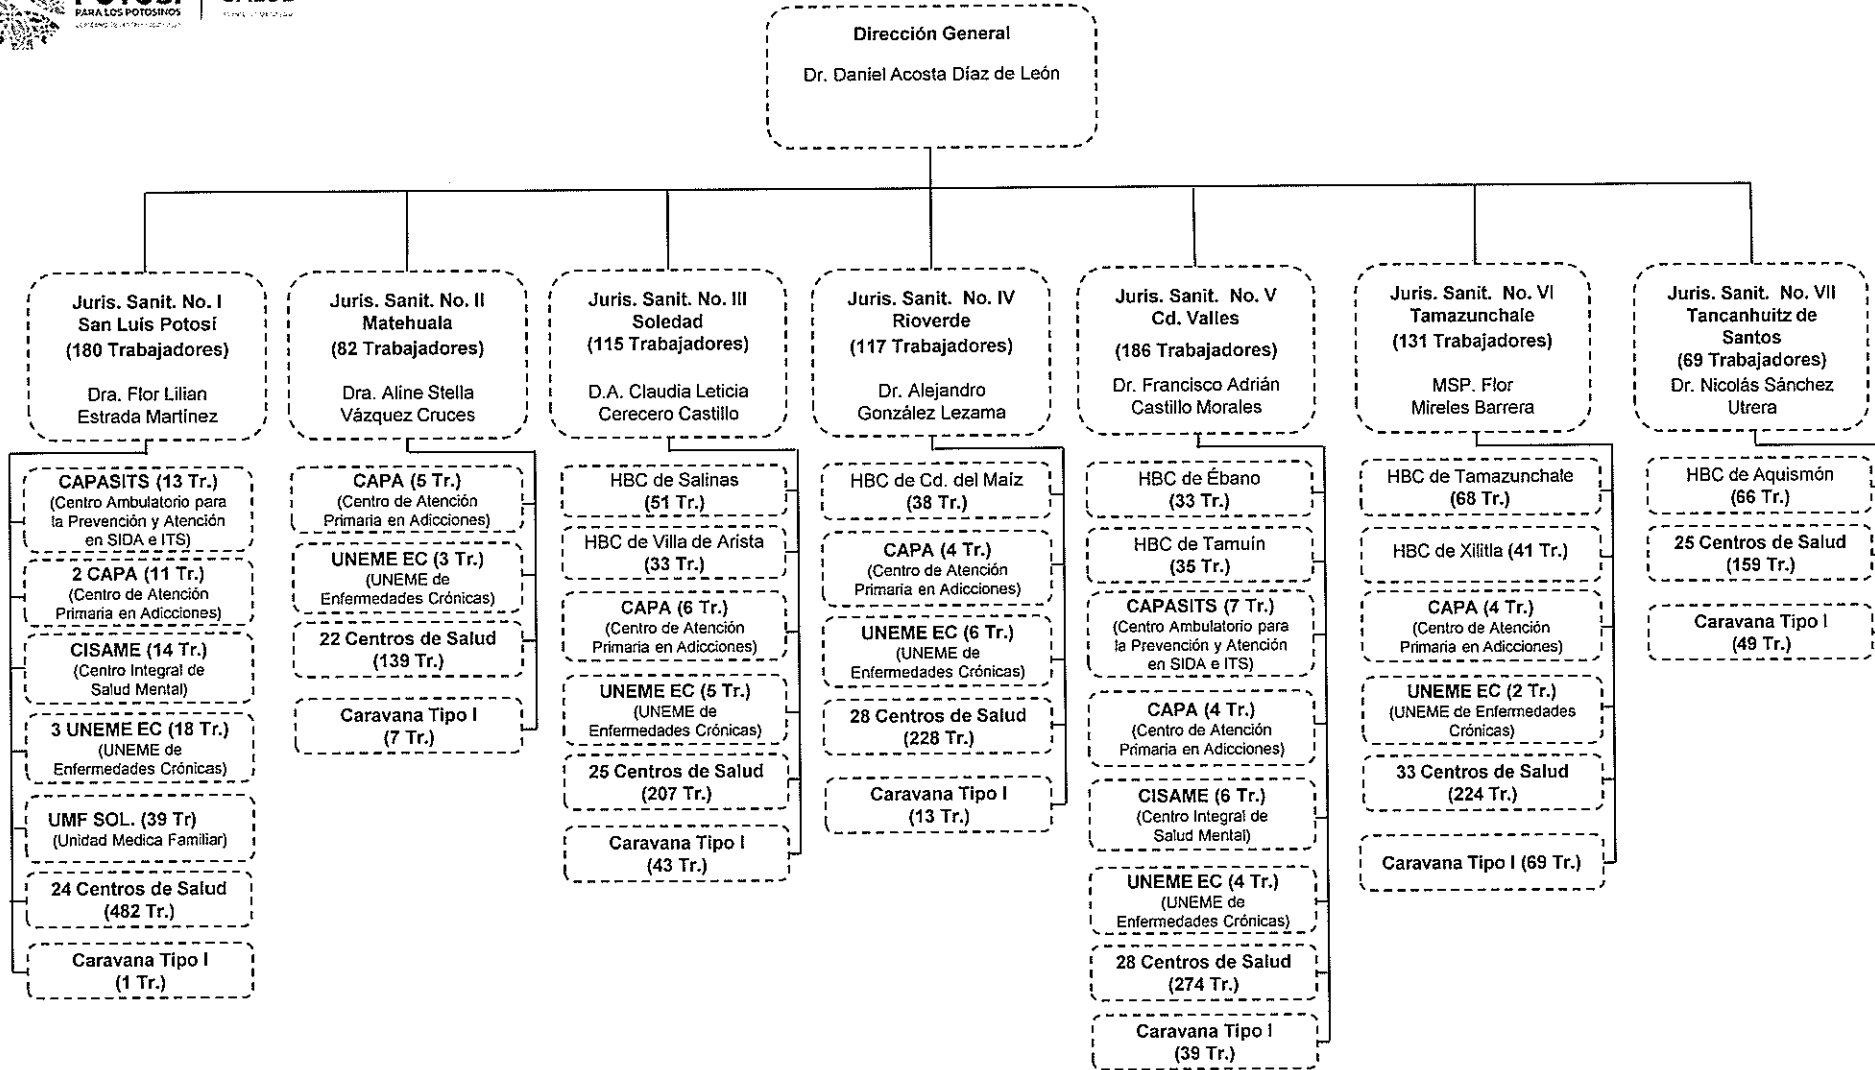 POTOSÍ
PARA LOS POTOSINOS
SALUD
Dirección General
Dr. Daniel Acosta Díaz de León
Juris. Sanit. No. I
San Luis Potosí
(180 Trabajadores)
Dra. Flor Lilian
Estrada Martínez
CAPASITS (13 Tr.)
(Centro Ambulatorio para
la Prevención y Atención
en SIDA e ITS)
2 CAPA (11 Tr.)
(Centro de Atención
Primaria en Adicciones)
CISAME (14 Tr.)
(Centro Integral de
Salud Mental)
3 UNEME EC (18 Tr.)
(UNEME de
Enfermedades Crónicas)
UMF SOL. (39 Tr)
(Unidad Medica Familiar)
24 Centros de Salud
(482 Tr.)
Caravana Tipo I
(1 Tr.)
Juris. Sanit. No. II
Matehuala
(82 Trabajadores)
Dra. Aline Stella
Vázquez Cruces
CAPA (5 Tr.)
(Centro de Atención
Primaria en Adicciones)
UNEME EC (3 Tr.)
(UNEME de
Enfermedades Crónicas)
22 Centros de Salud
(139 Tr.)
Caravana Tipo I
(7 Tr.)
Juris. Sanit. No. III
Soledad
(115 Trabajadores)
D.A. Claudia Leticia
Cerecero Castillo
HBC de Salinas
(51 Tr.)
HBC de Villa de Arista
(33 Tr.)
CAPA (6 Tr.)
(Centro de Atención
Primaria en Adicciones)
UNEME EC (5 Tr.)
(UNEME de
Enfermedades Crónicas)
25 Centros de Salud
(207 Tr.)
Caravana Tipo I
(43 Tr.)
Juris. Sanit. No. IV
Rioverde
(117 Trabajadores)
Dr. Alejandro
González Lezama
HBC de Cd. del Maíz
(38 Tr.)
CAPA (4 Tr.)
(Centro de Atención
Primaria en Adicciones)
UNEME EC (6 Tr.)
(UNEME de
Enfermedades Crónicas)
28 Centros de Salud
(228 Tr.)
Caravana Tipo I
(13 Tr.)
Juris. Sanit. No. V
Cd. Valles
(186 Trabajadores)
Dr. Francisco Adrián
Castillo Morales
HBC de Ébano
(33 Tr.)
HBC de Tamuín
(35 Tr.)
CAPASITS (7 Tr.)
(Centro Ambulatorio para
la Prevención y Atención
en SIDA e ITS)
CAPA (4 Tr.)
(Centro de Atención
Primaria en Adicciones)
CISAME (6 Tr.)
(Centro Integral de
Salud Mental)
UNEME EC (4 Tr.)
(UNEME de
Enfermedades Crónicas)
28 Centros de Salud
(274 Tr.)
Caravana Tipo I
(39 Tr.)
Juris. Sanit. No. VI
Tamazunchale
(131 Trabajadores)
MSP. Flor
Mireles Barrera
HBC de Tamazunchale
(68 Tr.)
HBC de Xilitla (41 Tr.)
CAPA (4 Tr.)
(Centro de Atención
Primaria en Adicciones)
UNEME EC (2 Tr.)
(UNEME de Enfermedades
Crónicas)
33 Centros de Salud
(224 Tr.)
Caravana Tipo I (69 Tr.)
Juris. Sanit. No. VII
Tancanhuitz de
Santos
(69 Trabajadores)
Dr. Nicolás Sánchez
Utrera
HBC de Aquismón
(66 Tr.)
25 Centros de Salud
(159 Tr.)
Caravana Tipo I
(49 Tr.)